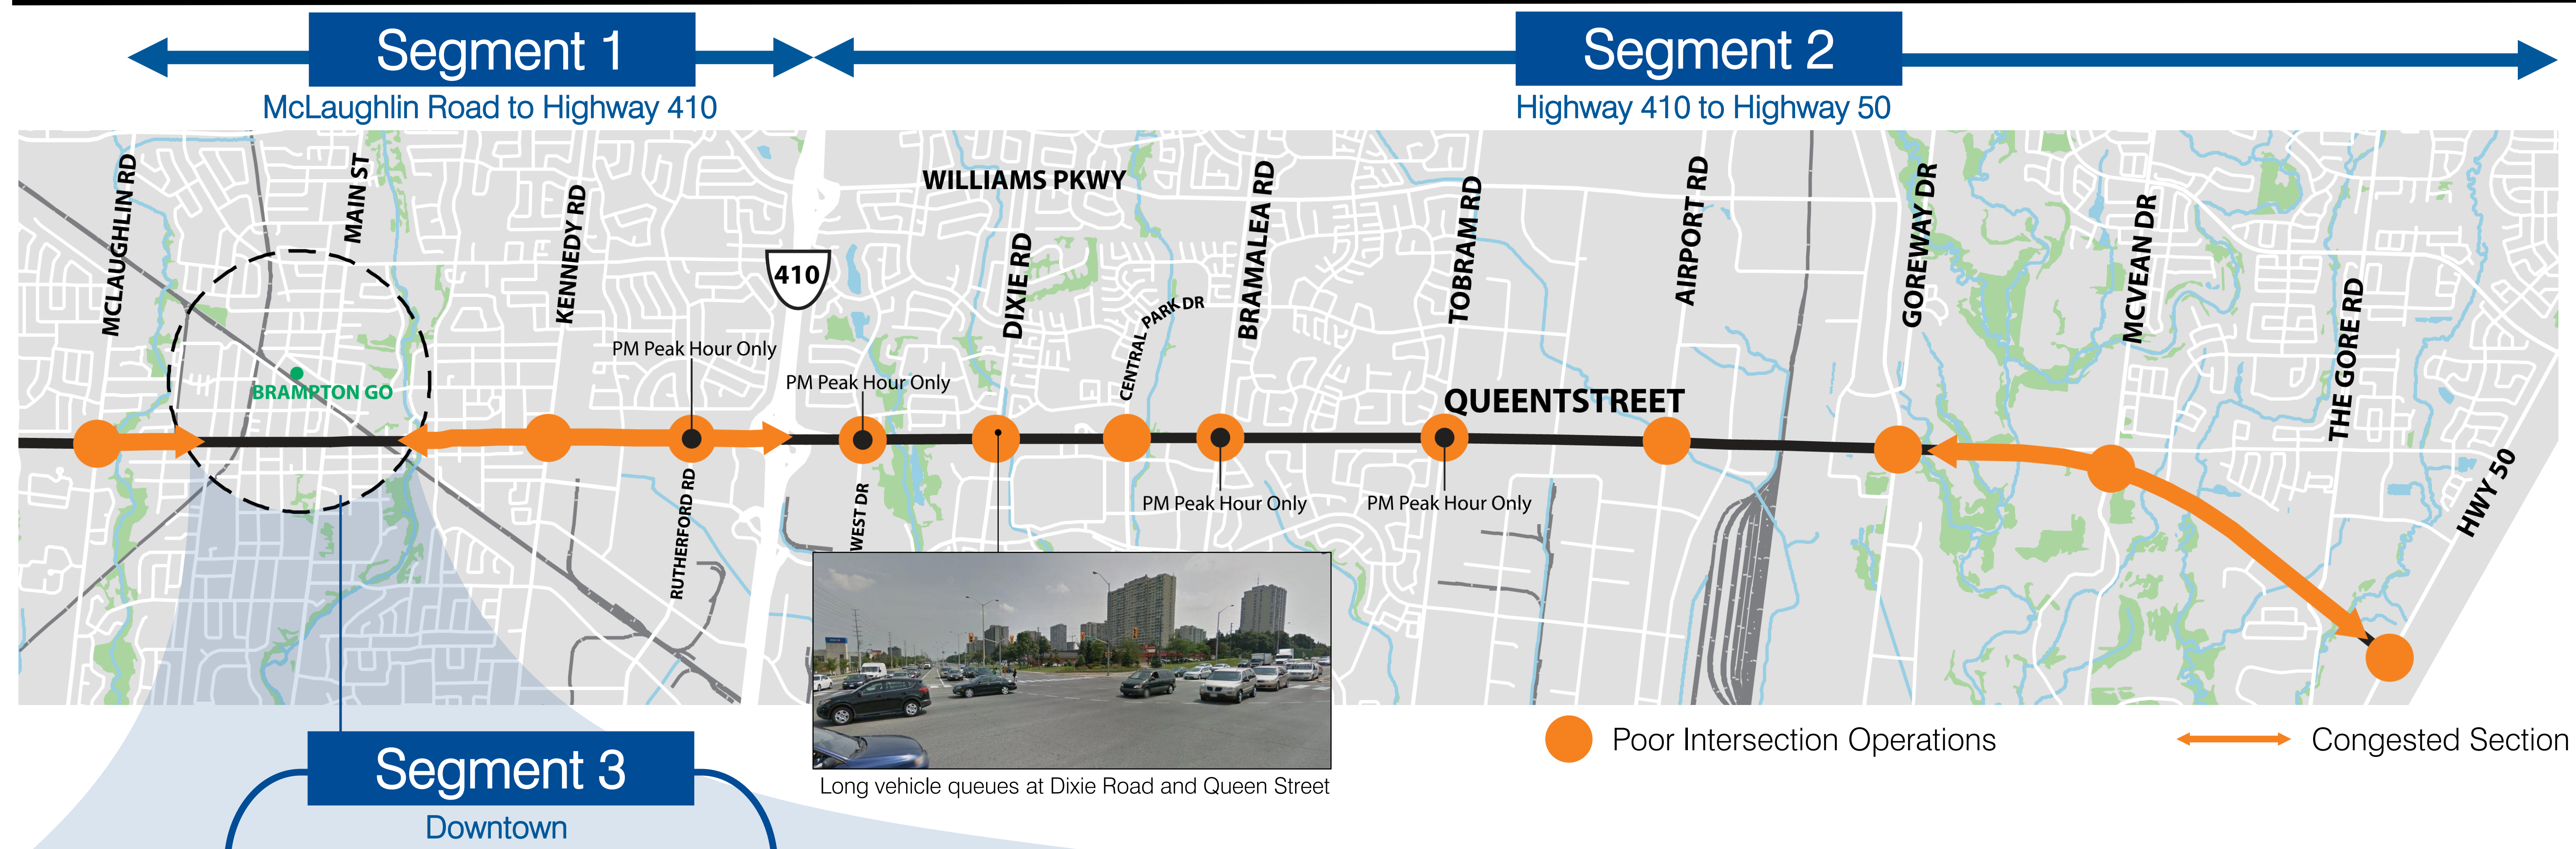 Segment 1
McLaughlin Road to Highway 410
Segment 2
Highway 410 to Highway 50
MCLAUGHLIN RD
MAIN ST
KENNEDY RD
410
WILLIAMS PKWY
DIXIE RD
CENTRAL PARK DR
BRAMALEA RD
TOBRAM RD
AIRPORT RD
GOREWAY DR
MCVEAN DR
THE GORE RD
HWY 50
BRAMPTON GO
PM Peak Hour Only
PM Peak Hour Only
QUEENTSTREET
RUTHERFORD RD
WEST DR
PM Peak Hour Only
PM Peak Hour Only
Long vehicle queues at Dixie Road and Queen Street
Poor Intersection Operations
Congested Section
Segment 3
Downtown